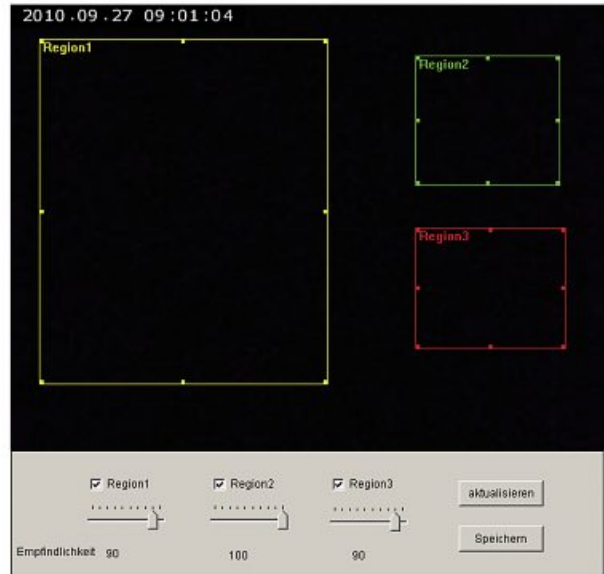 2010.09.27 09:01:04
Region1
Region2
Region3
Region1 Region2 Region3
aktualisieren
Speichern
Empfindlichkeit 90 100 90